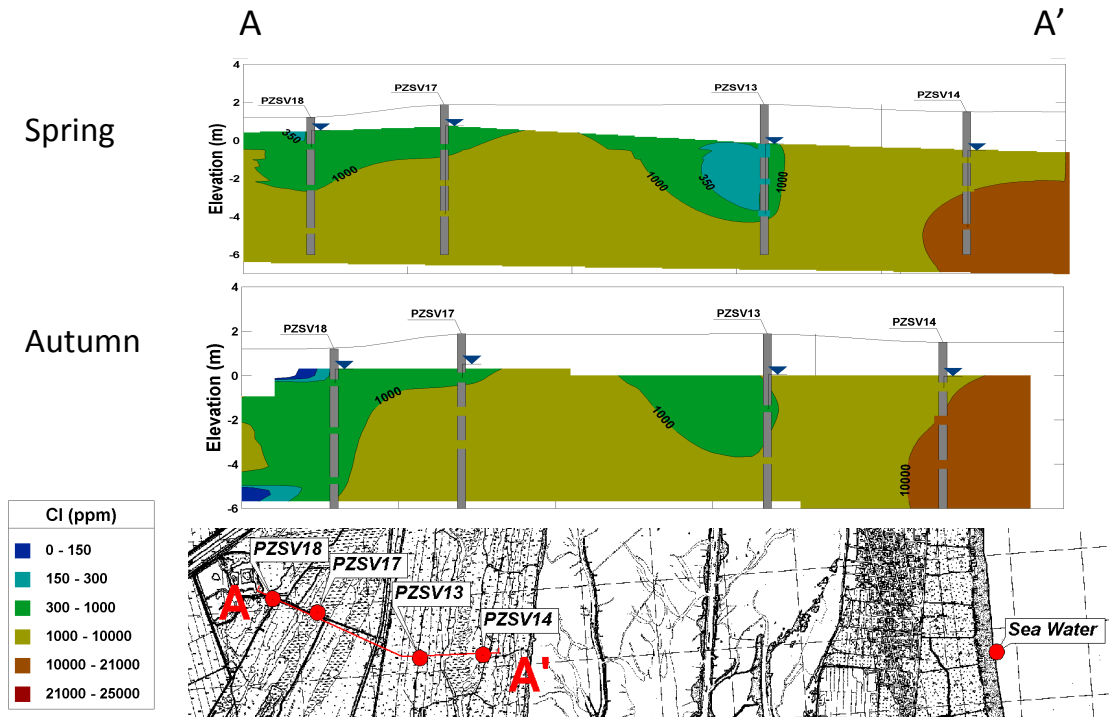 A A’
Spring
4
2
0
-2
-4
-6
Elevation (m)
PZSV18
PZSV17
PZSV13
PZSV14
350
1000
1000
350
1000
Autumn
4
2
0
-2
-4
-6
Elevation (m)
PZSV18
PZSV17
PZSV13
PZSV14
1000
1000
10000
Cl (ppm)
0 - 150
150 - 300
300 - 1000
1000 - 10000
10000 - 21000
21000 - 25000
PZSV18
PZSV17
PZSV13
PZSV14
A
A'
Sea Water